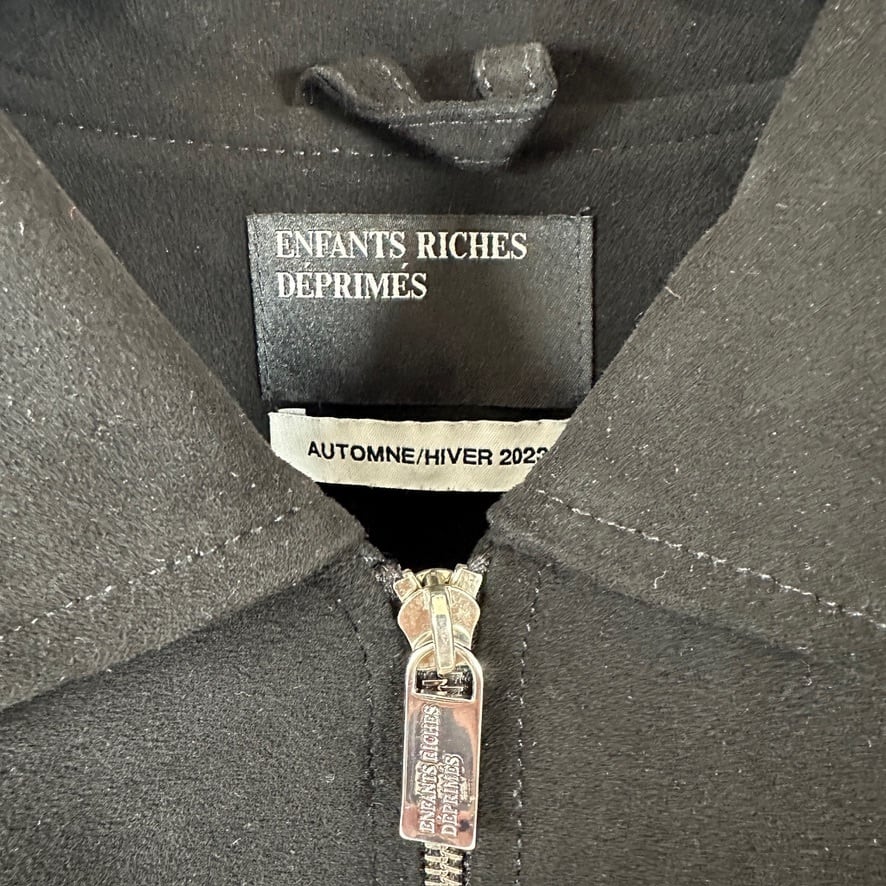 ENFANTS RICHES
DÉPRIMÉS
AUTOMNE/HIVER 2023
ENFANTS RICHES
DÉPRIMÉS